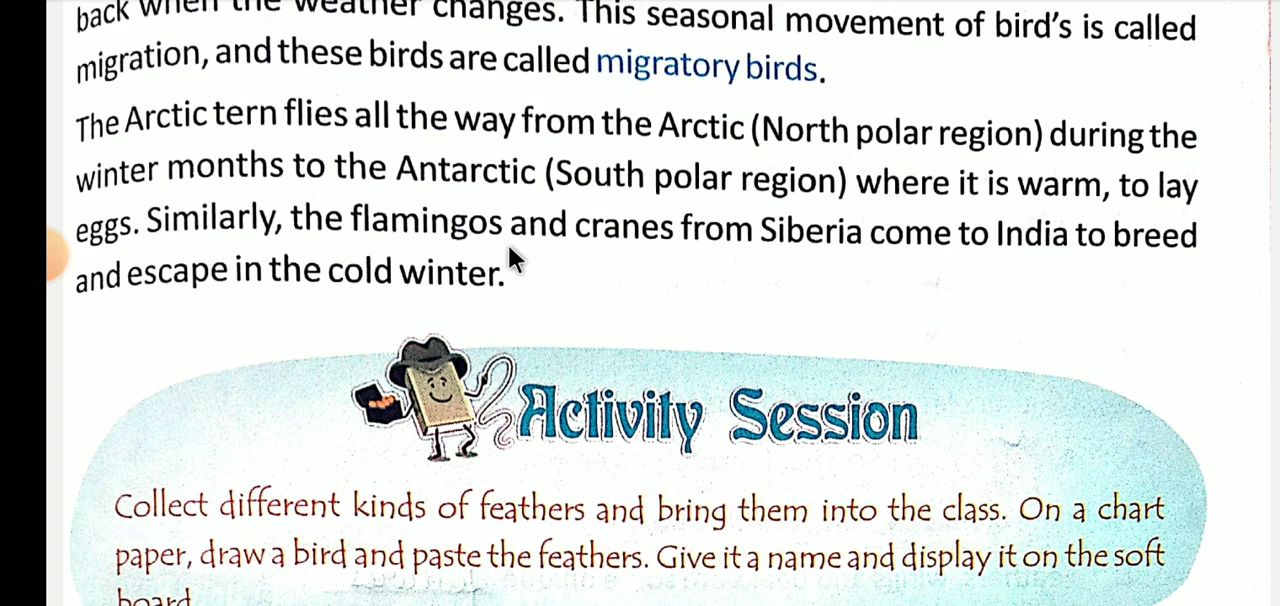 back when the weather changes. This seasonal movement of bird's is called
migration, and these birds are called migratory birds.
The Arctic tern flies all the way from the Arctic (North polar region) during the
winter months to the Antarctic (South polar region) where it is warm, to lay
eggs. Similarly, the flamingos and cranes from Siberia come to India to breed
and escape in the cold winter.
Activity Session
Collect different kinds of feathers and bring them into the class. On a chart
paper, draw a bird and paste the feathers. Give it a name and display it on the soft
board